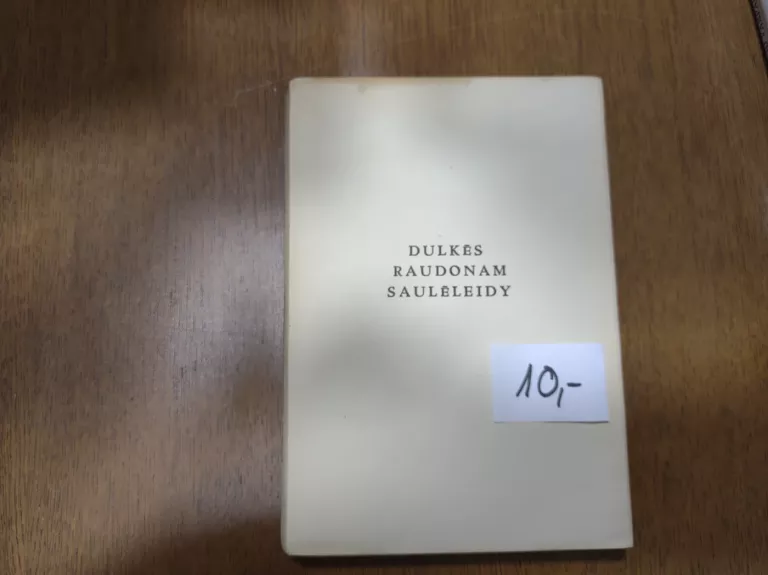 DULKĖS
RAUDONAM
SAULĖLEIDY
10,-